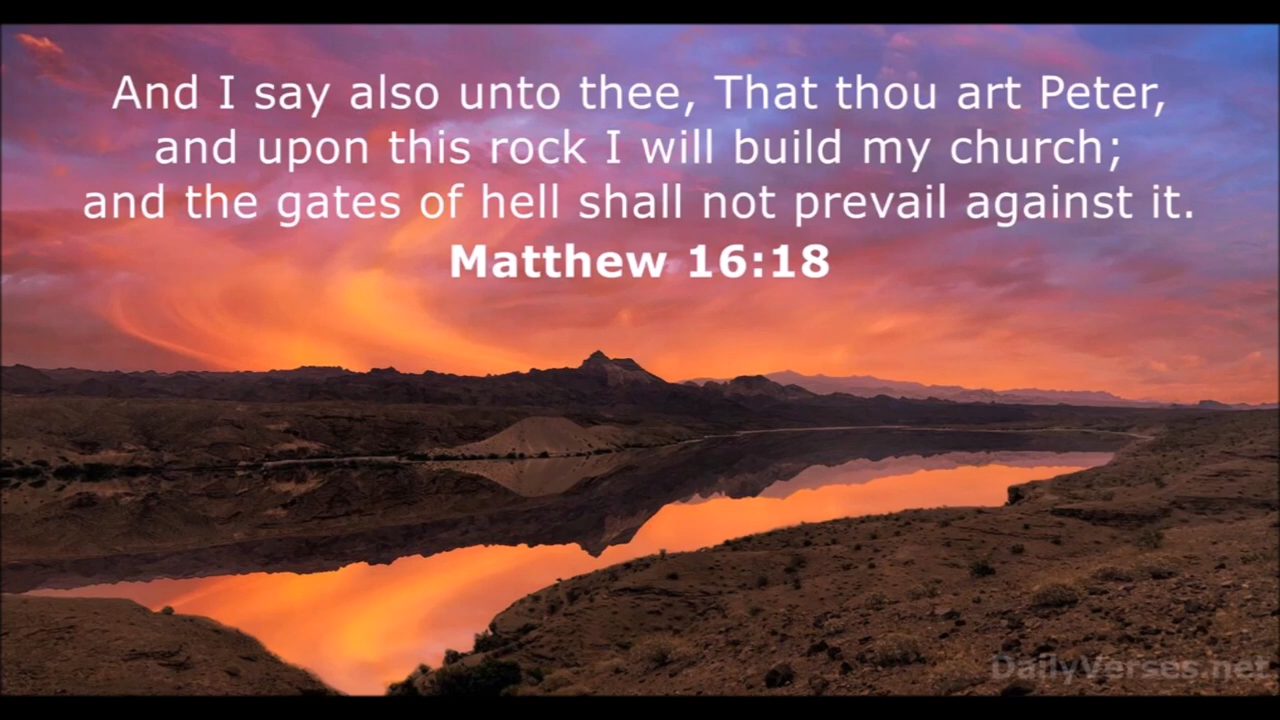 And I say also unto thee, That thou art Peter,
and upon this rock I will build my church;
and the gates of hell shall not prevail against it.
Matthew 16:18
DailyVerses.net